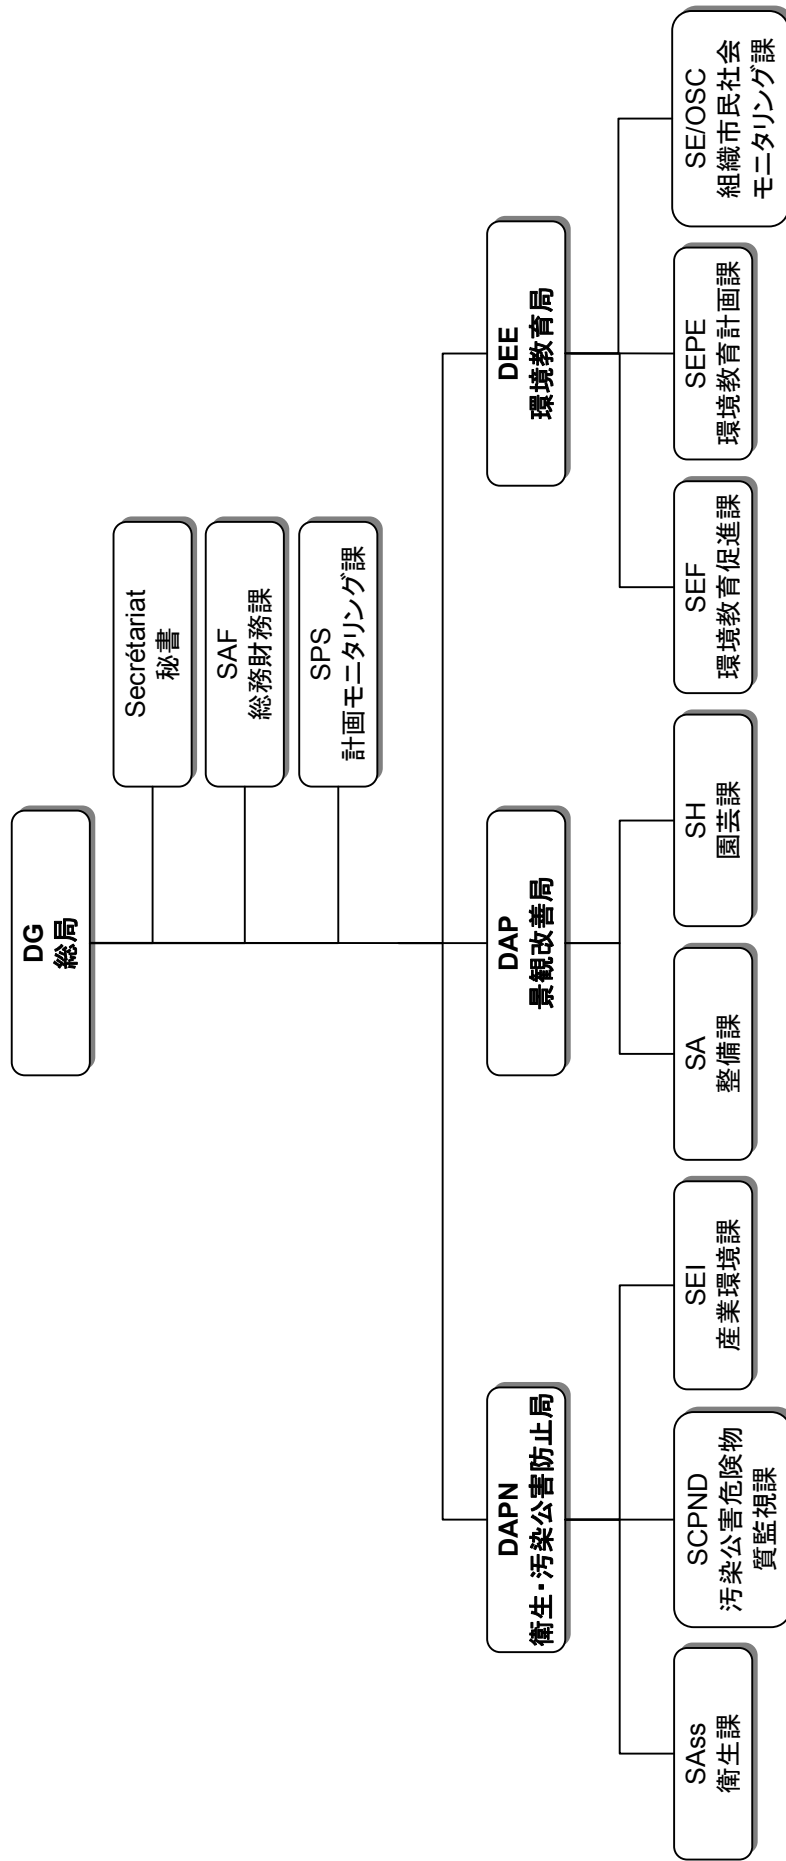 DG
総局
Secrétariat
秘書
SAF
総務財務課
SPS
計画モニタリング課
DAPN
衛生・汚染公害防止局
DAP
景観改善局
DEE
環境教育局
SAss
衛生課
SCPND
汚染公害危険物
質監視課
SEI
産業環境課
SA
整備課
SH
園芸課
SEF
環境教育促進課
SEPE
環境教育計画課
SE/OSC
組織市民社会
モニタリング課